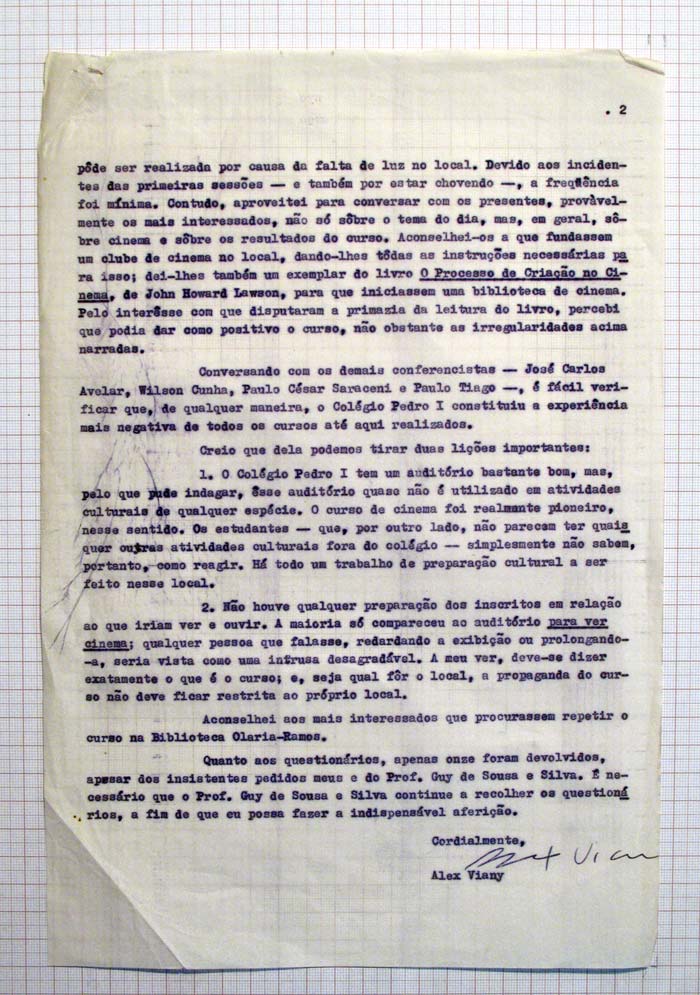 . 2
pôde ser realizada por causa da falta de luz no local. Devido aos inciden-
tes das primeiras sessões — e também por estar chovendo —, a freqüência
foi mínima. Contudo, aproveitei para conversar com os presentes, provàvel-
mente os mais interessados, não só sôbre o tema do dia, mas, em geral, sô-
bre cinema e sôbre os resultados do curso. Aconselhei-os a que fundassem
um clube de cinema no local, dando-lhes tôdas as instruções necessárias pa
ra isso; dei-lhes também um exemplar do livro O Processo de Criação no Ci-
nema, de John Howard Lawson, para que iniciassem uma biblioteca de cinema.
Pelo interêsse com que disputaram a primazia da leitura do livro, percebi
que podia dar como positivo o curso, não obstante as irregularidades acima
narradas.
Conversando com os demais conferencistas — José Carlos
Avelar, Wilson Cunha, Paulo César Saraceni e Paulo Tiago —, é fácil veri-
ficar que, de qualquer maneira, o Colégio Pedro I constituiu a experiência
mais negativa de todos os cursos até aqui realizados.
Creio que dela podemos tirar duas lições importantes:
1. O Colégio Pedro I tem um auditório bastante bom, mas,
pelo que pude indagar, êsse auditório quase não é utilizado em atividades
culturais de qualquer espécie. O curso de cinema foi realmente pioneiro,
nesse sentido. Os estudantes — que, por outro lado, não parecem ter quais
quer outras atividades culturais fora do colégio — simplesmente não sabem,
portanto, como reagir. Há todo um trabalho de preparação cultural a ser
feito nesse local.
2. Não houve qualquer preparação dos inscritos em relação
ao que iriam ver e ouvir. A maioria só compareceu ao auditório para ver
cinema; qualquer pessoa que falasse, redardando a exibição ou prolongando-
-a, seria vista como uma intrusa desagradável. A meu ver, deve-se dizer
exatamente o que é o curso; e, seja qual fôr o local, a propaganda do cur-
so não deve ficar restrita ao próprio local.
Aconselhei aos mais interessados que procurassem repetir o
curso na Biblioteca Olaria-Ramos.
Quanto aos questionários, apenas onze foram devolvidos,
apesar dos insistentes pedidos meus e do Prof. Guy de Sousa e Silva. É ne-
cessário que o Prof. Guy de Sousa e Silva continue a recolher os questioná
rios, a fim de que eu possa fazer a indispensável aferição.
Cordialmente,
Alex Viany
Alex Viany